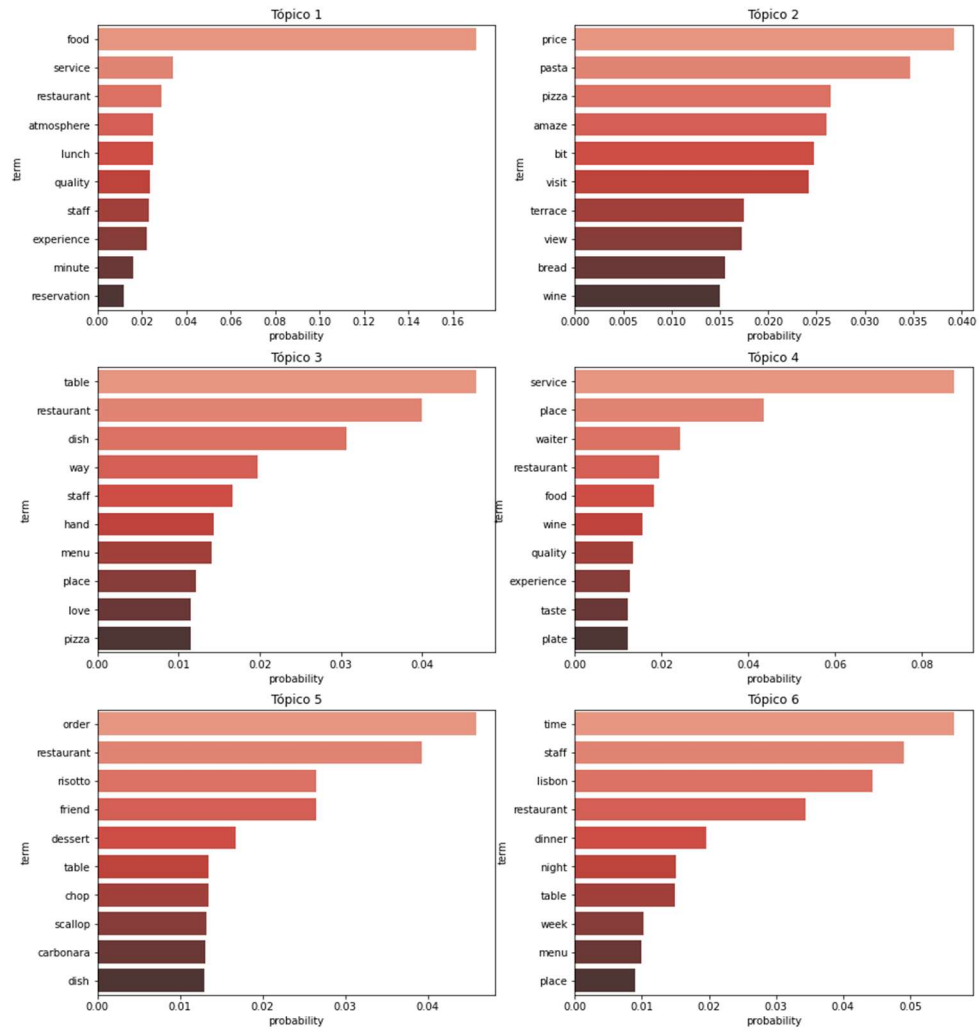 Tópico 1
term
food
service
restaurant
atmosphere
lunch
quality
staff
experience
minute
reservation
0.00 0.02 0.04 0.06 0.08 0.10 0.12 0.14 0.16
probability
Tópico 2
term
price
pasta
pizza
amaze
bit
visit
terrace
view
bread
wine
0.000 0.005 0.010 0.015 0.020 0.025 0.030 0.035 0.040
probability
Tópico 3
term
table
restaurant
dish
way
staff
hand
menu
place
love
pizza
0.00 0.01 0.02 0.03 0.04
probability
Tópico 4
term
service
place
waiter
restaurant
food
wine
quality
experience
taste
plate
0.00 0.02 0.04 0.06 0.08
probability
Tópico 5
term
order
restaurant
risotto
friend
dessert
table
chop
scallop
carbonara
dish
0.00 0.01 0.02 0.03 0.04
probability
Tópico 6
term
time
staff
lisbon
restaurant
dinner
night
table
week
menu
place
0.00 0.01 0.02 0.03 0.04 0.05
probability